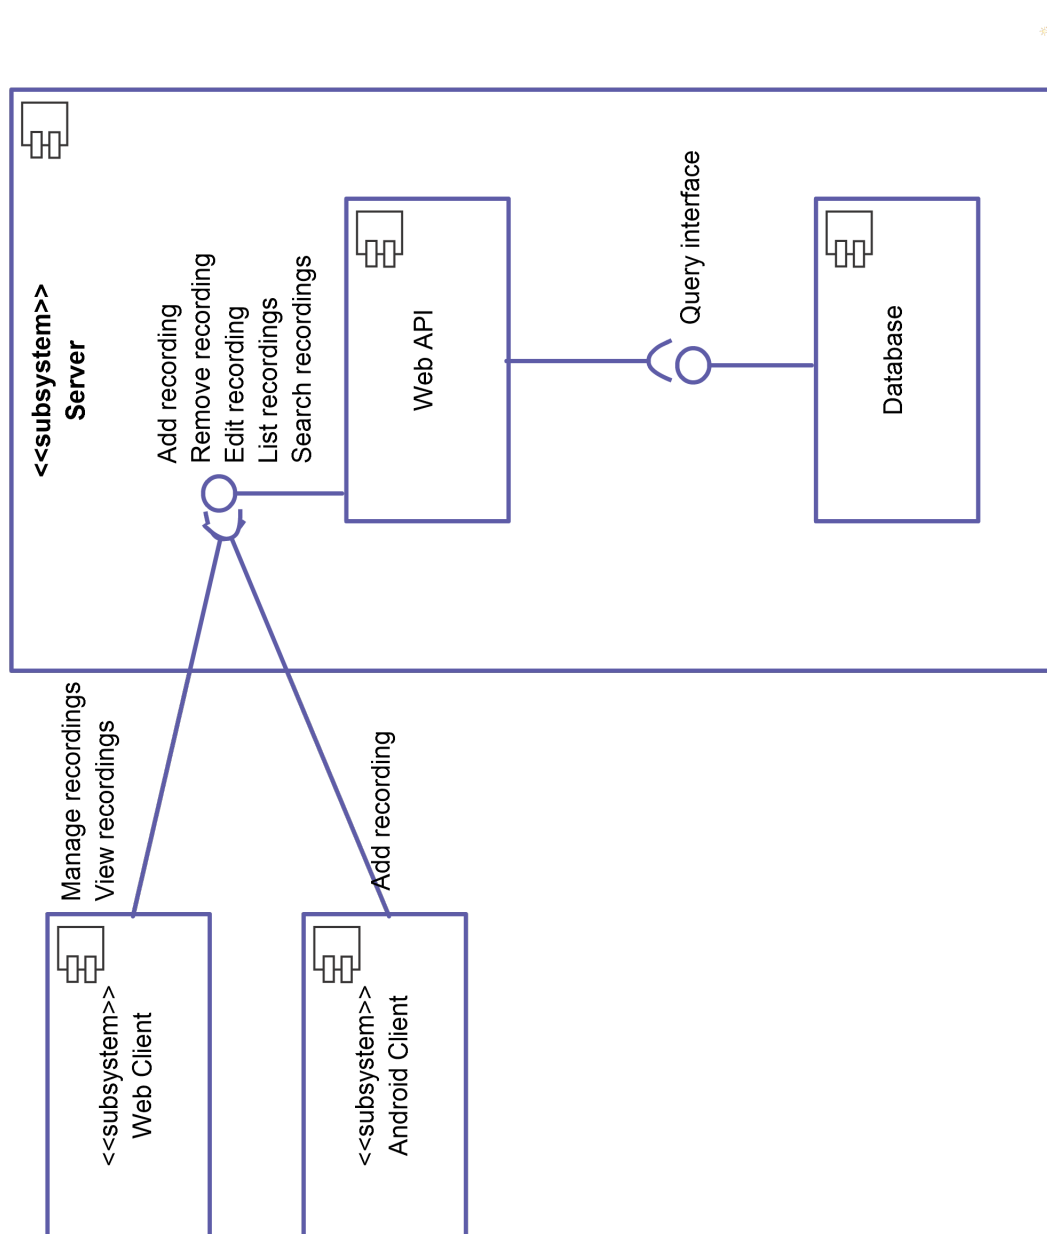 <<subsystem>>
Server
Add recording
Remove recording
Edit recording
List recordings
Search recordings
Web API
Query interface
Database
Manage recordings
View recordings
Add recording
<<subsystem>>
Web Client
<<subsystem>>
Android Client